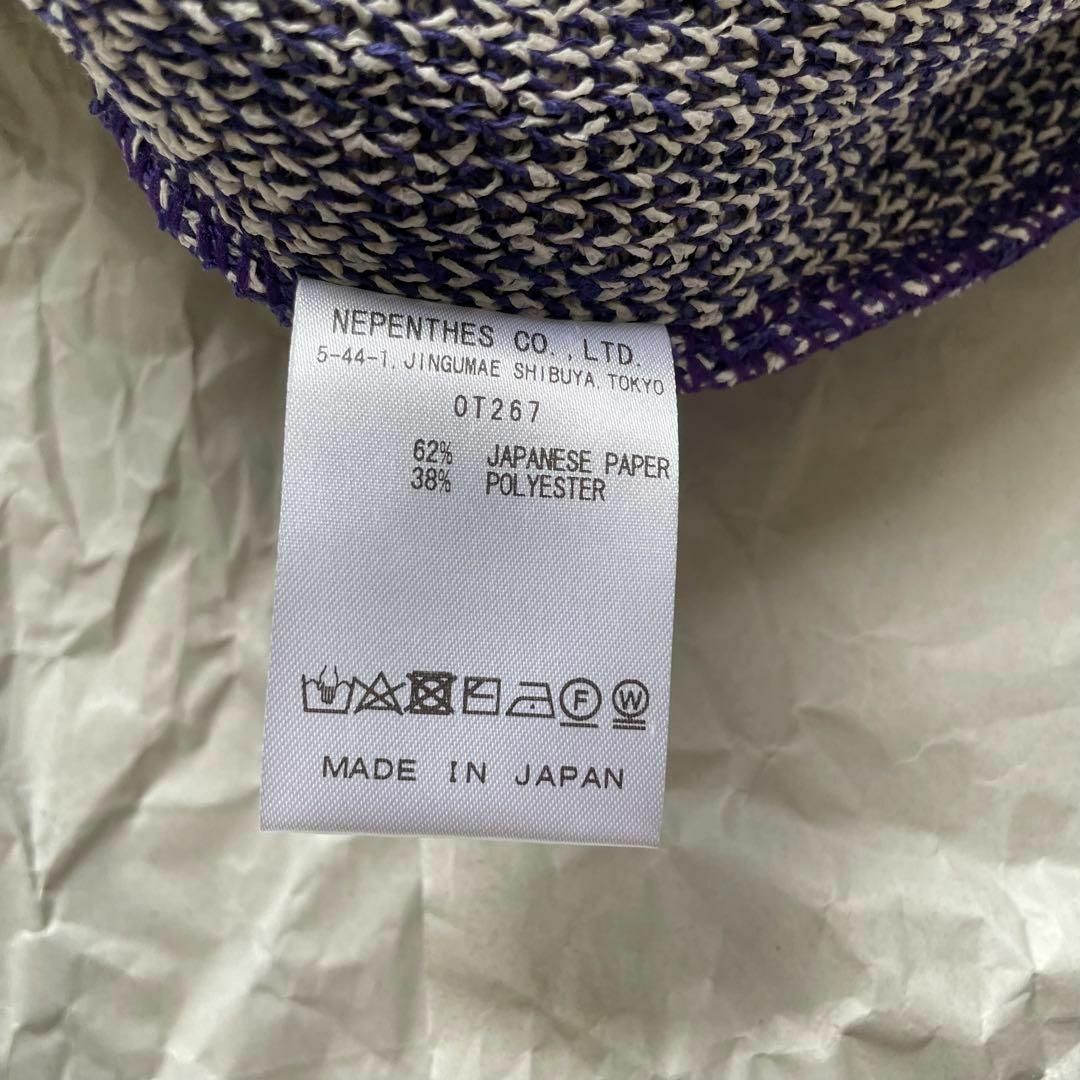 NEPENTHES CO.,LTD.
5-44-1, JINGUMAE SHIBUYA TOKYO
OT267
62% JAPANESE PAPER
38% POLYESTER
F W
MADE IN JAPAN